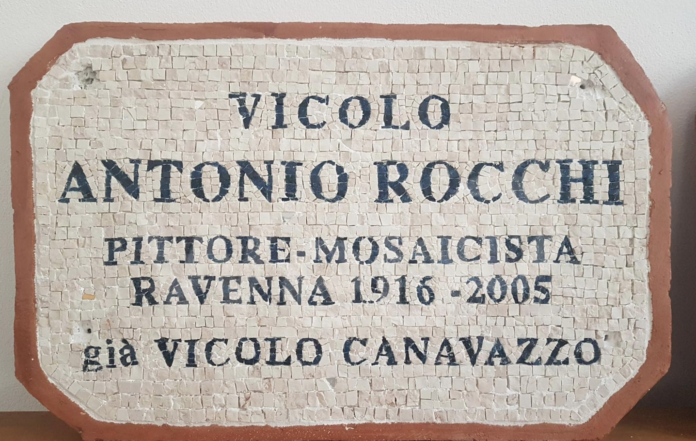 VICOLO
ANTONIO ROCCHI
PITTORE-MOSAICISTA
RAVENNA 1916-2005
già VICOLO CANAVAZZO